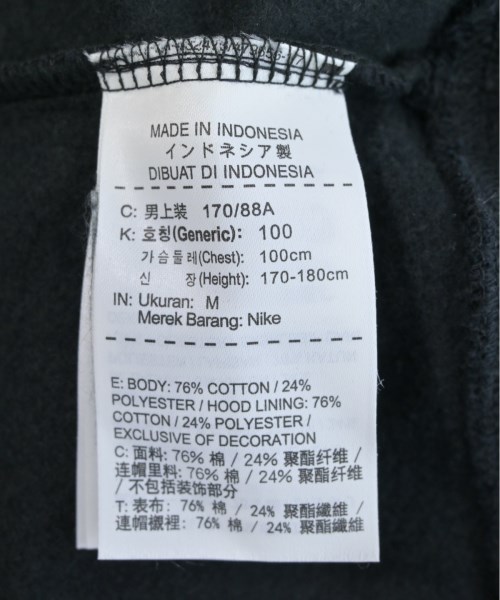 MADE IN INDONESIA
インドネシア製
DIBUAT DI INDONESIA
C: 男上装 170/88A
K: 호칭(Generic): 100
가슴둘레(Chest): 100cm
신 장(Height): 170-180cm
IN: Ukuran: M
Merek Barang: Nike
E: BODY: 76% COTTON / 24%
POLYESTER / HOOD LINING: 76%
COTTON / 24% POLYESTER /
EXCLUSIVE OF DECORATION
C: 面料: 76% 棉 / 24% 聚酯纤维 /
连帽里料: 76% 棉 / 24% 聚酯纤维
/ 不包括装饰部分
T: 表布: 76% 棉 / 24% 聚酯纖維 /
連帽襯裡: 76% 棉 / 24% 聚酯纖維